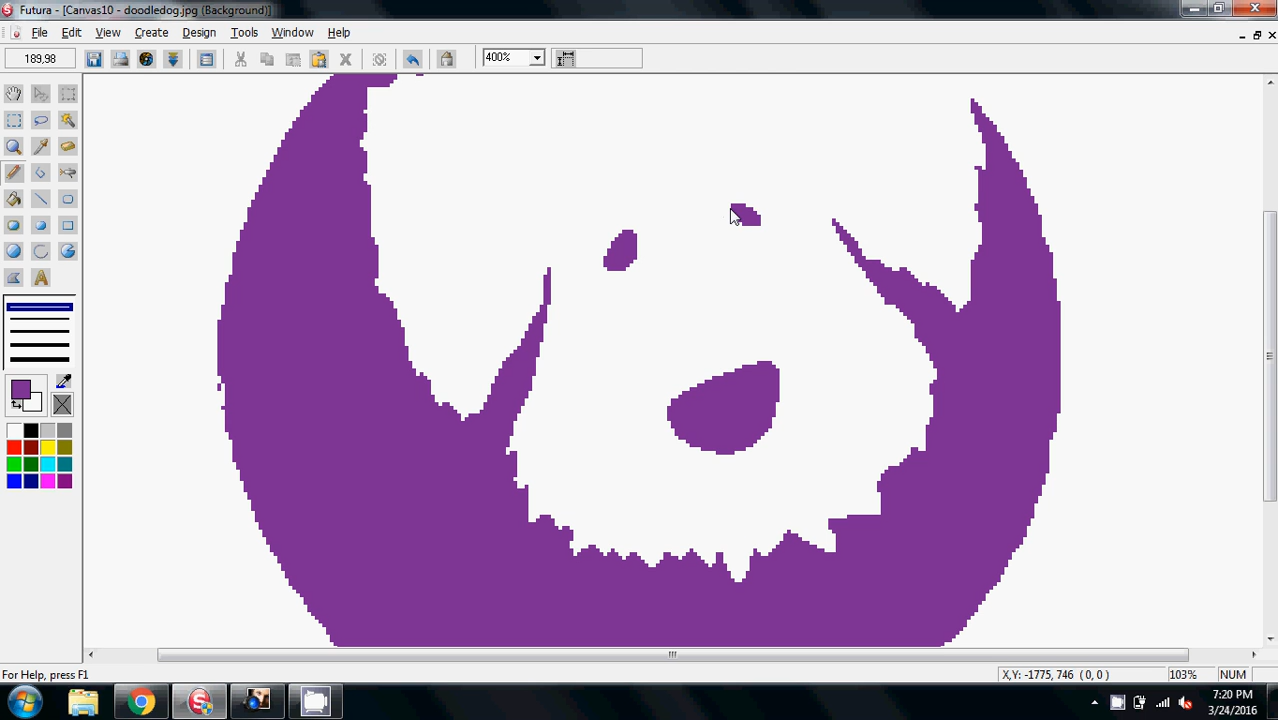 Futura - [Canvas10 - doodledog.jpg (Background)]
File Edit View Create Design Tools Window Help
189,98
400%
A
For Help, press F1
X,Y: -1775, 746 ( 0, 0 )
103%
NUM
7:20 PM
3/24/2016